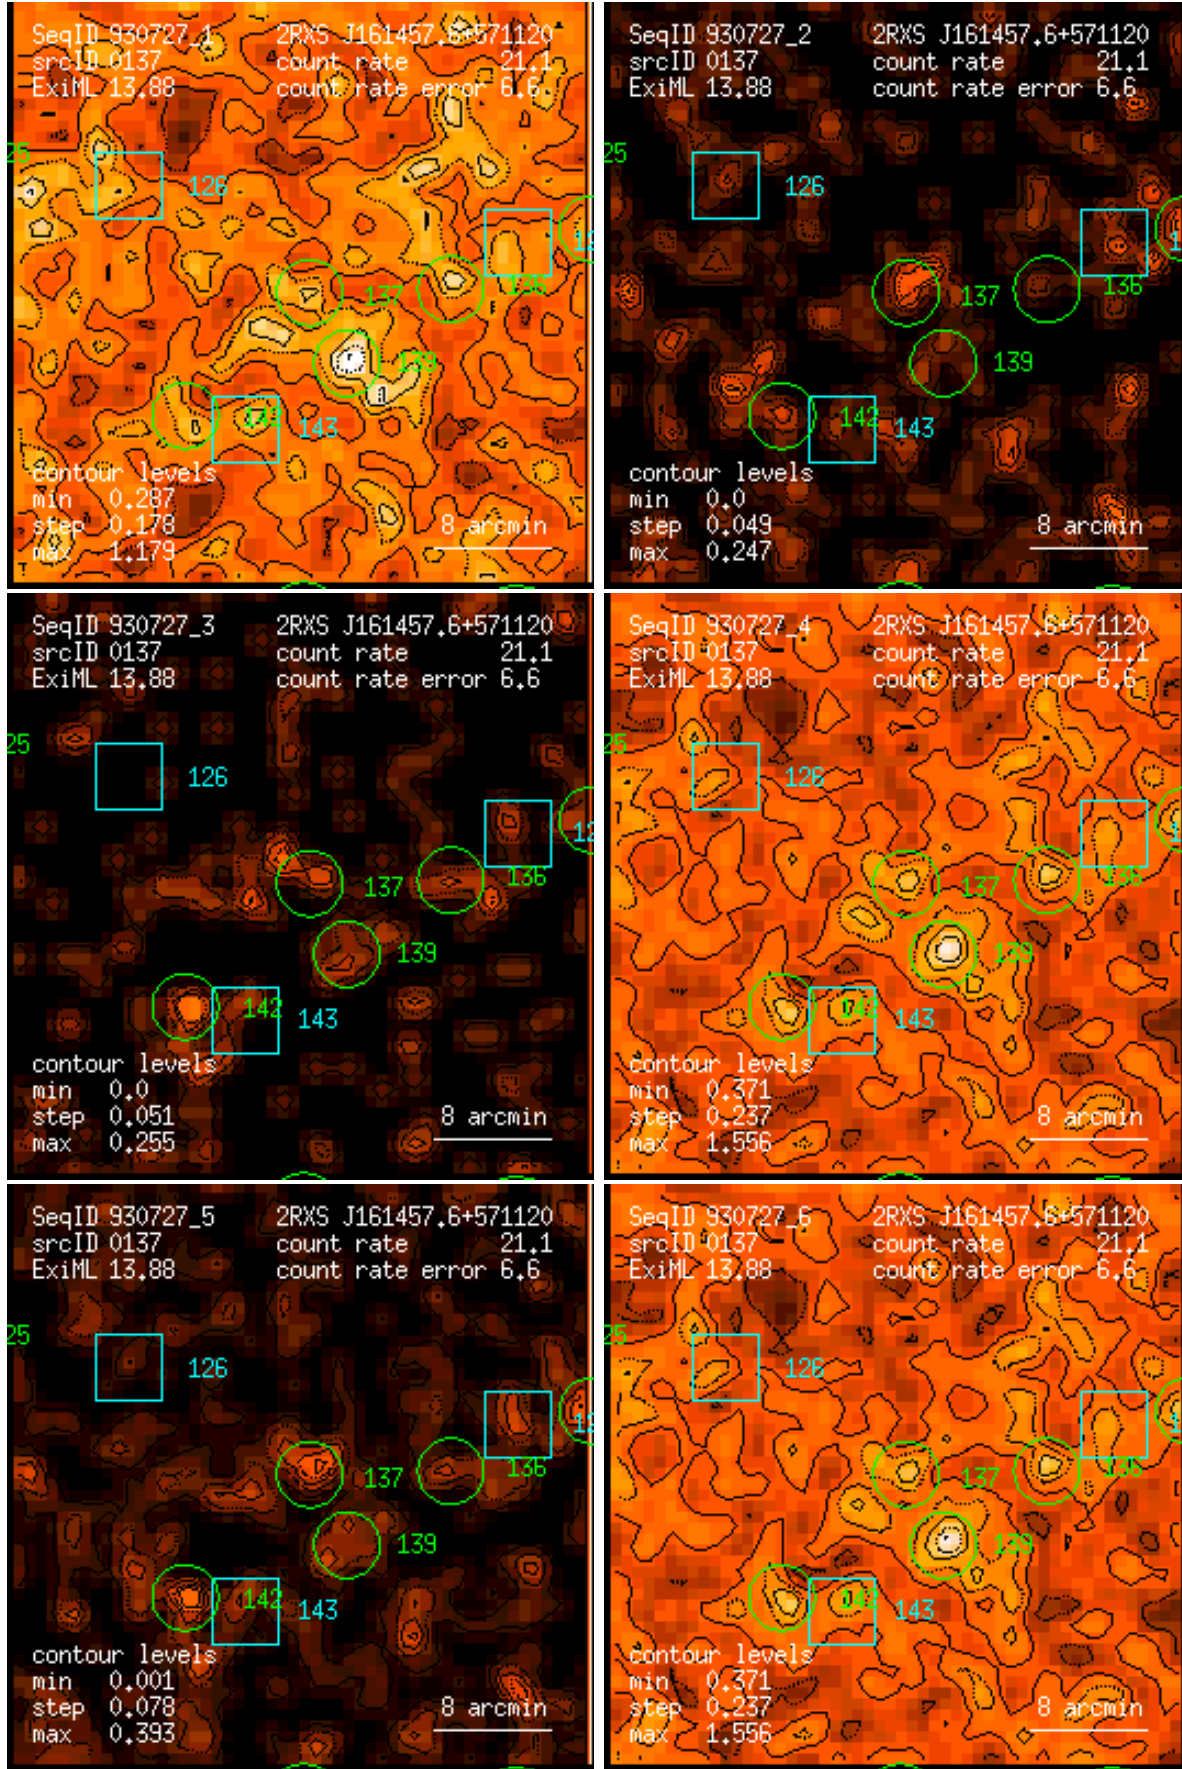 SeqID 930727_1 2RXS J161457.6+571120
srcID 0137 count rate 21.1
ExiML 13.88 count rate error 6.6
25
126
12
137
136
139
142
143
contour levels
min 0.287
step 0.178
max 1.179
8 arcmin
SeqID 930727_2 2RXS J161457.6+571120
srcID 0137 count rate 21.1
ExiML 13.88 count rate error 6.6
25
126
1
137
136
139
142
143
contour levels
min 0.0
step 0.049
max 0.247
8 arcmin
SeqID 930727_3 2RXS J161457.6+571120
srcID 0137 count rate 21.1
ExiML 13.88 count rate error 6.6
25
126
12
137
136
139
142
143
contour levels
min 0.0
step 0.051
max 0.255
8 arcmin
SeqID 930727_4 2RXS J161457.6+571120
srcID 0137 count rate 21.1
ExiML 13.88 count rate error 6.6
25
126
1
137
136
139
142
143
contour levels
min 0.371
step 0.237
max 1.556
8 arcmin
SeqID 930727_5 2RXS J161457.6+571120
srcID 0137 count rate 21.1
ExiML 13.88 count rate error 6.6
25
126
12
137
136
139
142
143
contour levels
min 0.001
step 0.078
max 0.393
8 arcmin
SeqID 930727_6 2RXS J161457.6+571120
srcID 0137 count rate 21.1
ExiML 13.88 count rate error 6.6
25
126
1
137
136
139
142
143
contour levels
min 0.371
step 0.237
max 1.556
8 arcmin